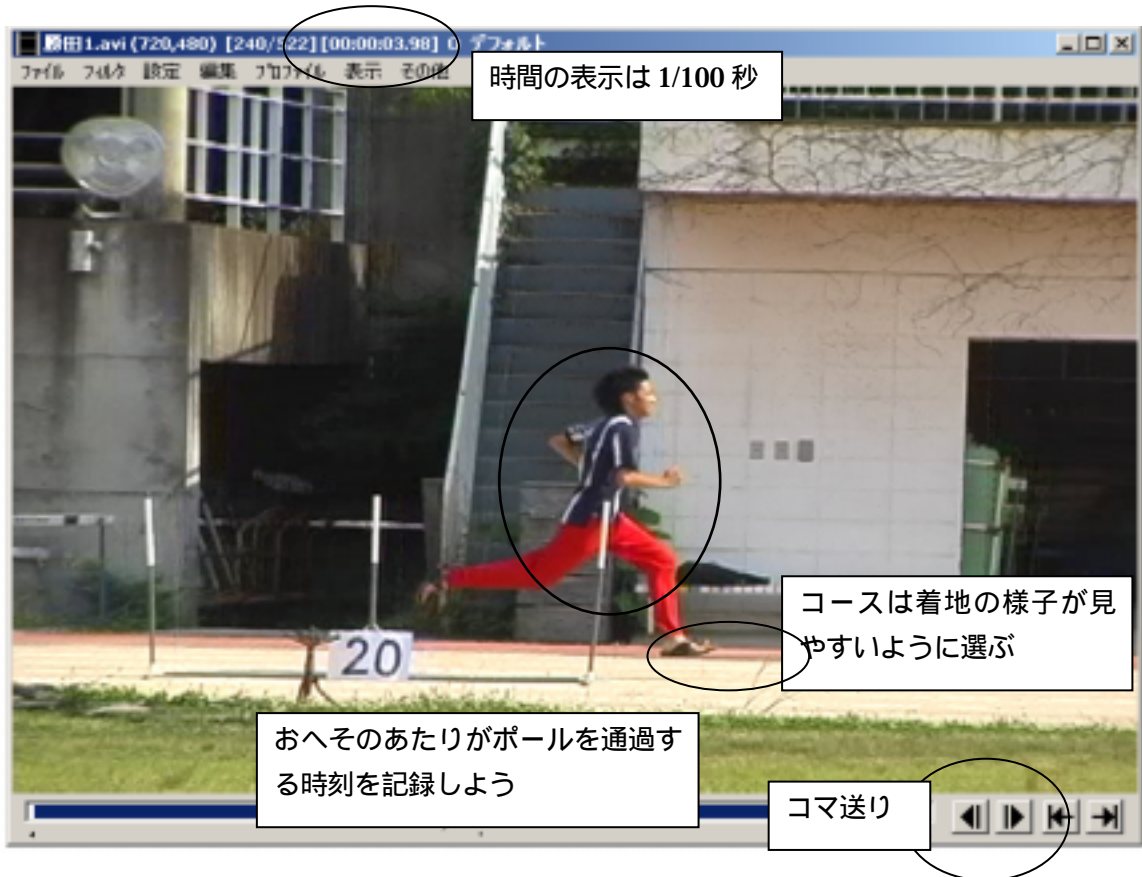 勝田1.avi (720,480) [240/522] [00:00:03.98] デフォルト
ファイル フィルタ 設定 編集 プロファイル 表示 その他
時間の表示は 1/100 秒
コースは着地の様子が見
やすいように選ぶ
20
おへそのあたりがポールを通過す
る時刻を記録しよう
コマ送り